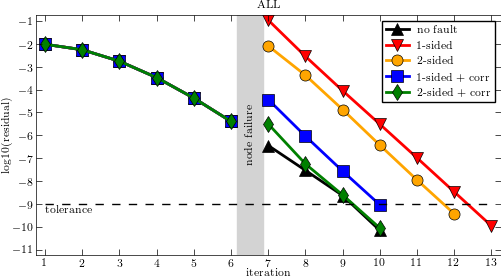 ALL
no fault
1-sided
2-sided
1-sided + corr
2-sided + corr
log10(residual)
−1
−2
−3
−4
−5
−6
−7
−8
−9
−10
−11
node failure
tolerance
1 2 3 4 5 6 7 8 9 10 11 12 13
iteration